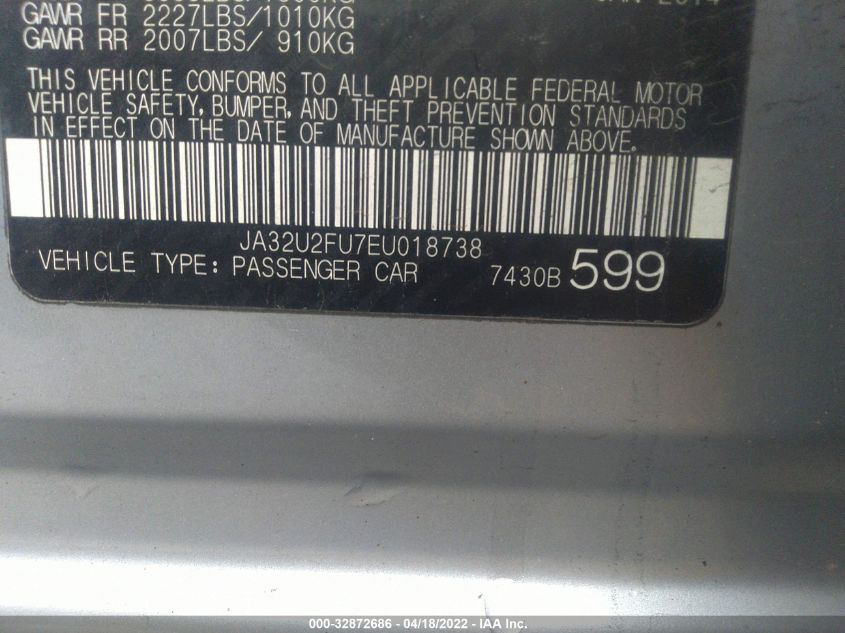 GAWR FR 2227LBS/1010KG
GAWR RR 2007LBS/ 910KG
THIS VEHICLE CONFORMS TO ALL APPLICABLE FEDERAL MOTOR
VEHICLE SAFETY, BUMPER, AND THEFT PREVENTION STANDARDS
IN EFFECT ON THE DATE OF MANUFACTURE SHOWN ABOVE.
JA32U2FU7EU018738
VEHICLE TYPE: PASSENGER CAR 7430B 599
000-32872686 - 04/18/2022 - IAA Inc.